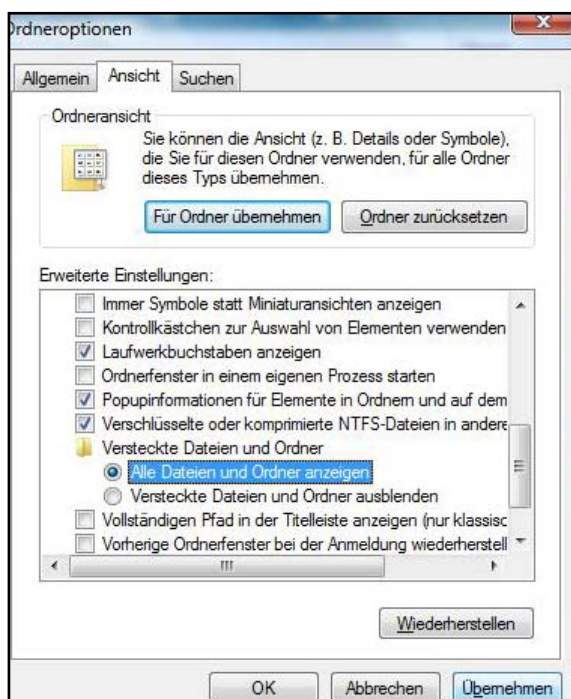 rdneroptionen
Allgemein Ansicht Suchen
Ordneransicht
Sie können die Ansicht (z. B. Details oder Symbole),
die Sie für diesen Ordner verwenden, für alle Ordner
dieses Typs übernehmen.
Für Ordner übernehmen Ordner zurücksetzen
Erweiterte Einstellungen:
Immer Symbole statt Miniaturansichten anzeigen
Kontrollkästchen zur Auswahl von Elementen verwenden
Laufwerkbuchstaben anzeigen
Ordnerfenster in einem eigenen Prozess starten
Popupinformationen für Elemente in Ordnern und auf dem
Verschlüsselte oder komprimierte NTFS-Dateien in andere
Versteckte Dateien und Ordner
Alle Dateien und Ordner anzeigen
Versteckte Dateien und Ordner ausblenden
Vollständigen Pfad in der Titelleiste anzeigen (nur klassisc
Vorherige Ordnerfenster bei der Anmeldung wiederherstell
Wiederherstellen
OK Abbrechen Übernehmen